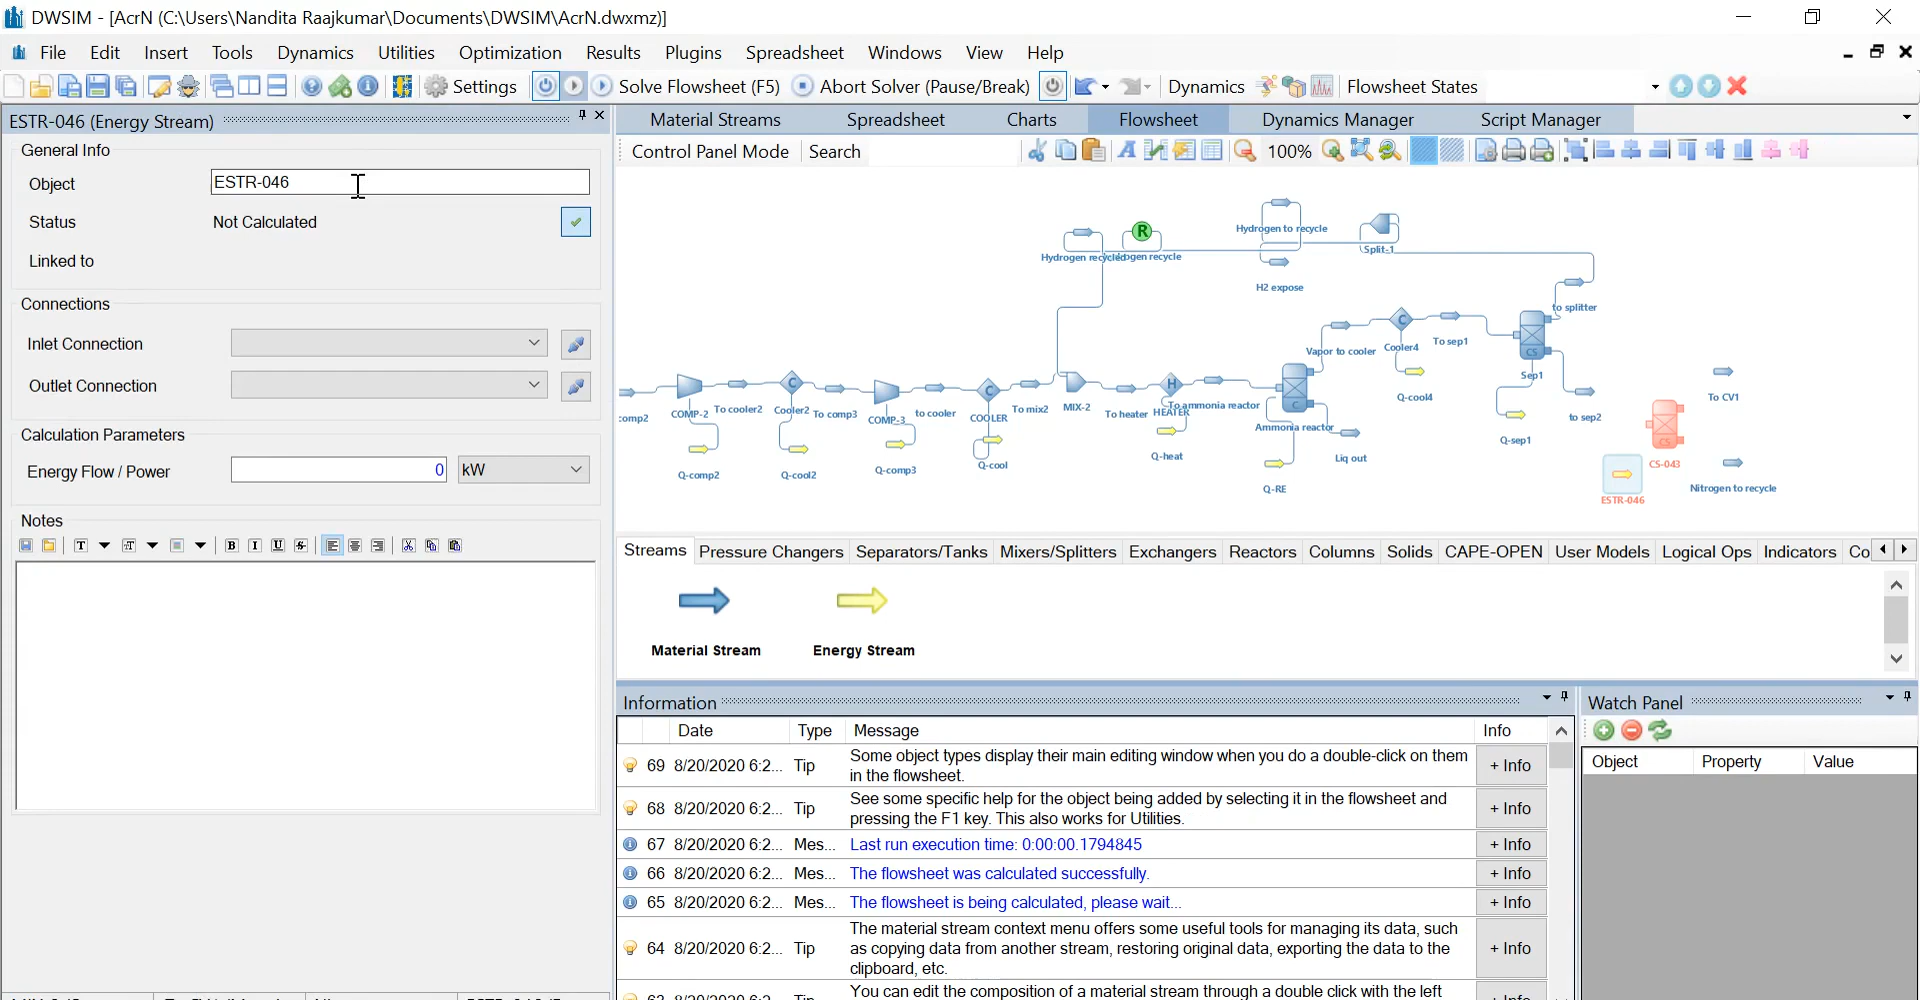 DWSIM - [AcrN (C:\Users\Nandita Raajkumar\Documents\DWSIM\AcrN.dwxmz)]
File Edit Insert Tools Dynamics Utilities Optimization Results Plugins Spreadsheet Windows View Help
Settings Solve Flowsheet (F5) Abort Solver (Pause/Break) Dynamics Flowsheet States
ESTR-046 (Energy Stream)
General Info
Object ESTR-046
Status Not Calculated
Linked to
Connections
Inlet Connection
Outlet Connection
Calculation Parameters
Energy Flow / Power 0 kW
Notes
Material Streams Spreadsheet Charts Flowsheet Dynamics Manager Script Manager
Control Panel Mode Search 100%
Hydrogen to recycle
Split-1
Hydrogen recycled
H2 expose
to splitter
Vapor to cooler Cooler4 To sep1
Sep1
To CV1
Q-cool4
to sep2
COMP-2 To cooler2 Cooler2 To comp3 COMP-3 to cooler COOLER To mix2 MIX-2 To heater HEATER To ammonia reactor
Ammonia reactor
Q-sep1
Liq out
CS-043
Q-comp2 Q-cool2 Q-comp3 Q-cool Q-heat
Q-RE
ESTR-046
Nitrogen to recycle
Streams Pressure Changers Separators/Tanks Mixers/Splitters Exchangers Reactors Columns Solids CAPE-OPEN User Models Logical Ops Indicators Co
Material Stream Energy Stream
Information
Date Type Message Info
69 8/20/2020 6:2... Tip Some object types display their main editing window when you do a double-click on them + Info
in the flowsheet.
68 8/20/2020 6:2... Tip See some specific help for the object being added by selecting it in the flowsheet and + Info
pressing the F1 key. This also works for Utilities.
67 8/20/2020 6:2... Mes... Last run execution time: 0:00:00.1794845 + Info
66 8/20/2020 6:2... Mes... The flowsheet was calculated successfully. + Info
65 8/20/2020 6:2... Mes... The flowsheet is being calculated, please wait... + Info
64 8/20/2020 6:2... Tip The material stream context menu offers some useful tools for managing its data, such + Info
as copying data from another stream, restoring original data, exporting the data to the
clipboard, etc.
You can edit the composition of a material stream through a double click with the left
Watch Panel
Object Property Value